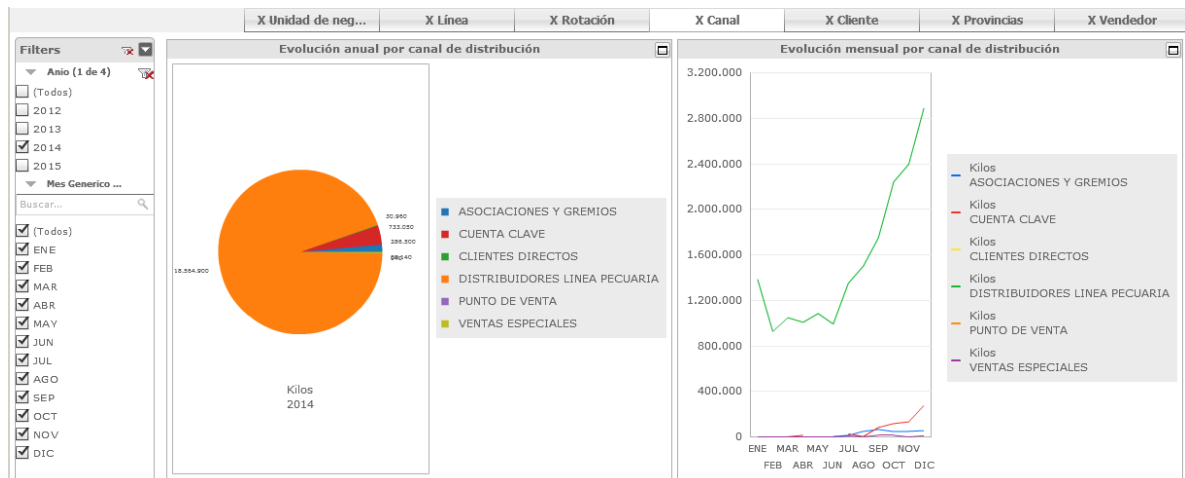 X Unidad de neg...
X Línea
X Rotación
X Canal
X Cliente
X Provincias
X Vendedor
Filters
Anio (1 de 4)
(Todos)
2012
2013
2014
2015
Mes Generico ...
Buscar...
(Todos)
ENE
FEB
MAR
ABR
MAY
JUN
JUL
AGO
SEP
OCT
NOV
DIC
Evolución anual por canal de distribución
30.960
733.050
286.500
Kilos
2014
ASOCIACIONES Y GREMIOS
CUENTA CLAVE
CLIENTES DIRECTOS
DISTRIBUIDORES LINEA PECUARIA
PUNTO DE VENTA
VENTAS ESPECIALES
Evolución mensual por canal de distribución
3.200.000
2.800.000
2.400.000
2.000.000
1.600.000
1.200.000
800.000
400.000
0
ENE MAR MAY JUL SEP NOV
FEB ABR JUN AGO OCT DIC
Kilos
ASOCIACIONES Y GREMIOS
Kilos
CUENTA CLAVE
Kilos
CLIENTES DIRECTOS
Kilos
DISTRIBUIDORES LINEA PECUARIA
Kilos
PUNTO DE VENTA
Kilos
VENTAS ESPECIALES